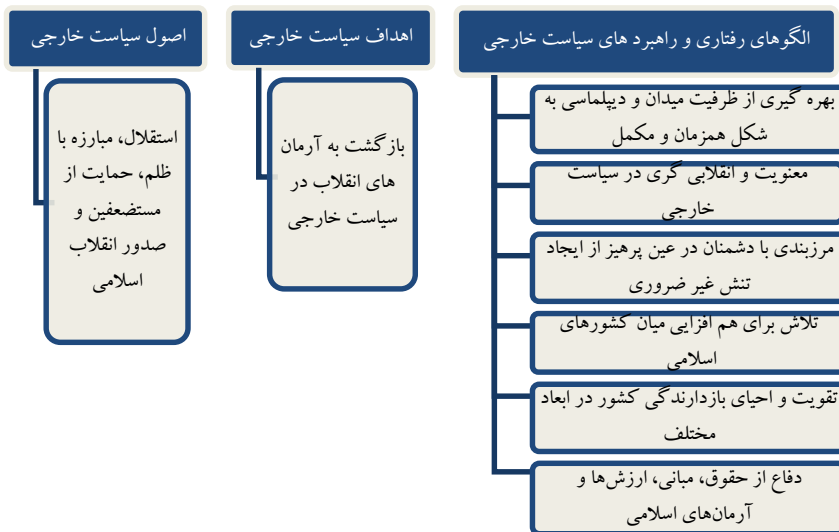 الگوهای رفتاری و راهبرد های سیاست خارجی
بهره گیری از ظرفیت میدان و دیپلماسی به
شکل همزمان و مکمل
معنویت و انقلابی گری در سیاست
خارجی
مرزبندی با دشمنان در عین پرهیز از ایجاد
تنش غیر ضروری
تلاش برای هم افزایی میان کشورهای
اسلامی
تقویت و احیای بازدارندگی کشور در ابعاد
مختلف
دفاع از حقوق، مبانی، ارزش‌ها و
آرمان‌های اسلامی
اهداف سیاست خارجی
بازگشت به آرمان
های انقلاب در
سیاست خارجی
اصول سیاست خارجی
استقلال، مبارزه با
ظلم، حمایت از
مستضعفین و
صدور انقلاب
اسلامی